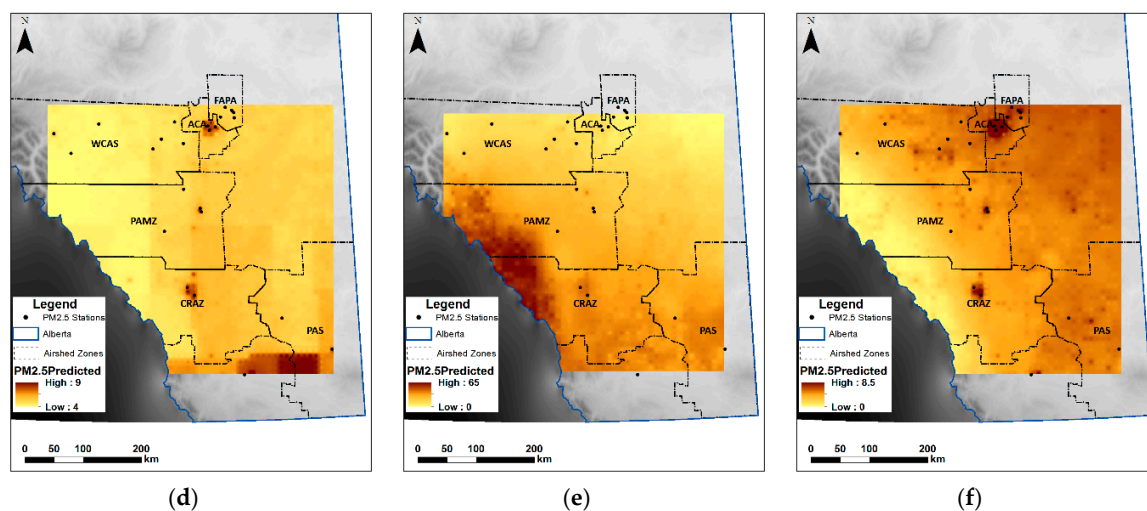 N
FAPA
ACA
WCAS
PAMZ
CRAZ
PAS
Legend
PM2.5 Stations
Alberta
Airshed Zones
PM2.5Predicted
High : 9
Low : 4
0 50 100 200
km
(d)
N
FAPA
ACA
WCAS
PAMZ
CRAZ
PAS
Legend
PM2.5 Stations
Alberta
Airshed Zones
PM2.5Predicted
High : 65
Low : 0
0 50 100 200
km
(e)
N
FAPA
ACA
WCAS
PAMZ
CRAZ
PAS
Legend
PM2.5 Stations
Alberta
Airshed Zones
PM2.5Predicted
High : 8.5
Low : 0
0 50 100 200
km
(f)